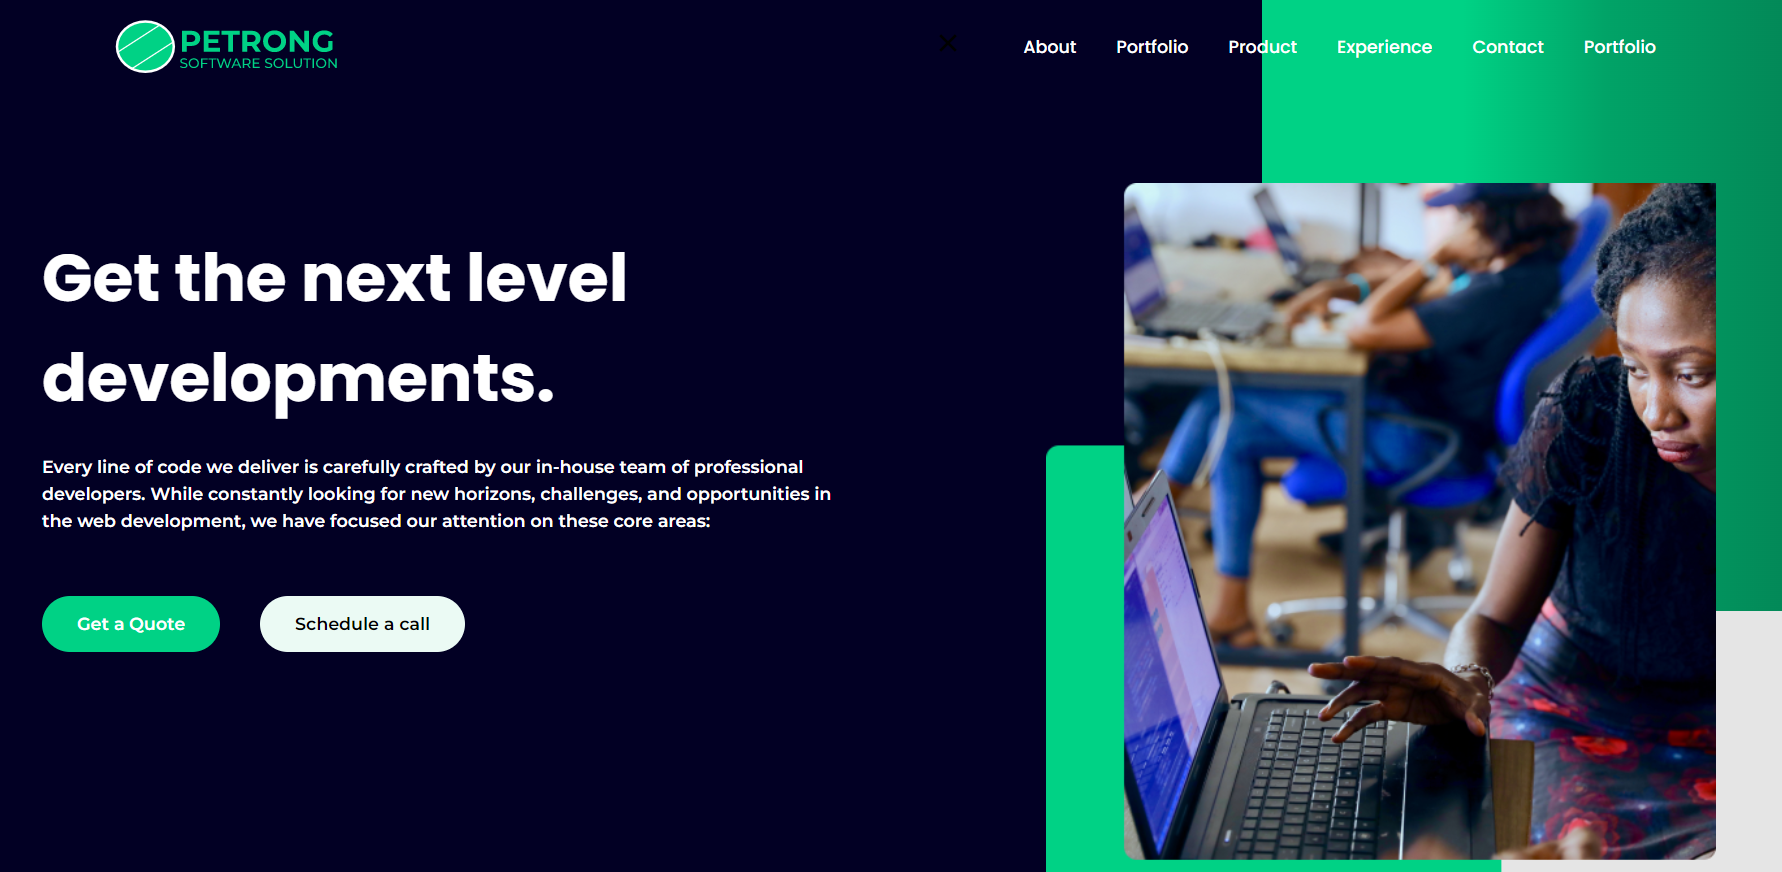 PETRONG
SOFTWARE SOLUTION
About Portfolio Product Experience Contact Portfolio
Get the next level
developments.
Every line of code we deliver is carefully crafted by our in-house team of professional
developers. While constantly looking for new horizons, challenges, and opportunities in
the web development, we have focused our attention on these core areas:
Get a Quote Schedule a call